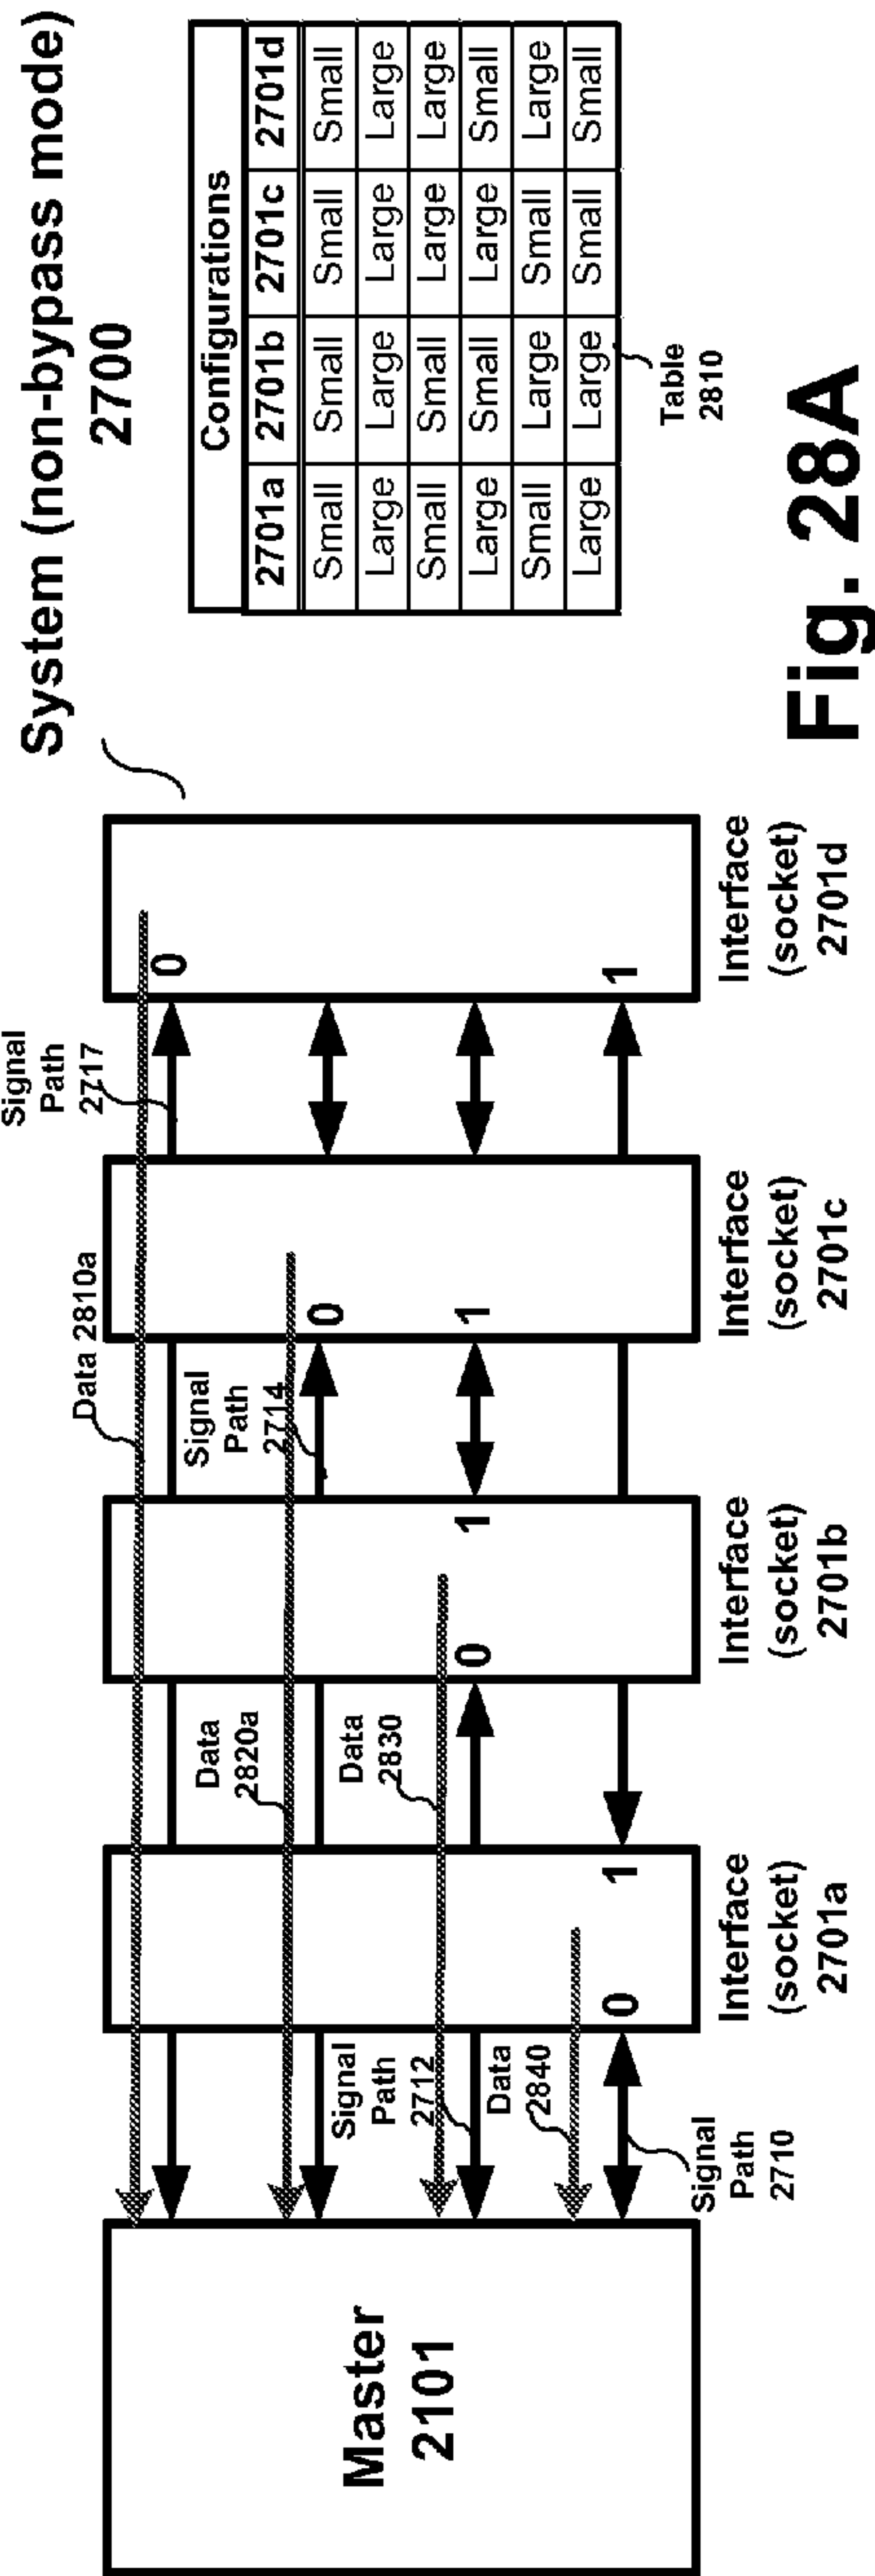 System (non-bypass mode)
2700
Configurations
2701a 2701b 2701c 2701d
Small Small Small Small
Large Large Large Large
Small Small Large Large
Large Small Large Small
Small Large Small Large
Large Large Small Small
Table
2810
Signal
Path
2717
Data 2810a
Signal
Path
2714
Data
2820a
Data
2830
Signal
Path
2712
Data
2840
Signal
Path
2710
Master
2101
0
0
1
1
0
1
0
1
Interface
(socket)
2701a
Interface
(socket)
2701b
Interface
(socket)
2701c
Interface
(socket)
2701d
Fig. 28A